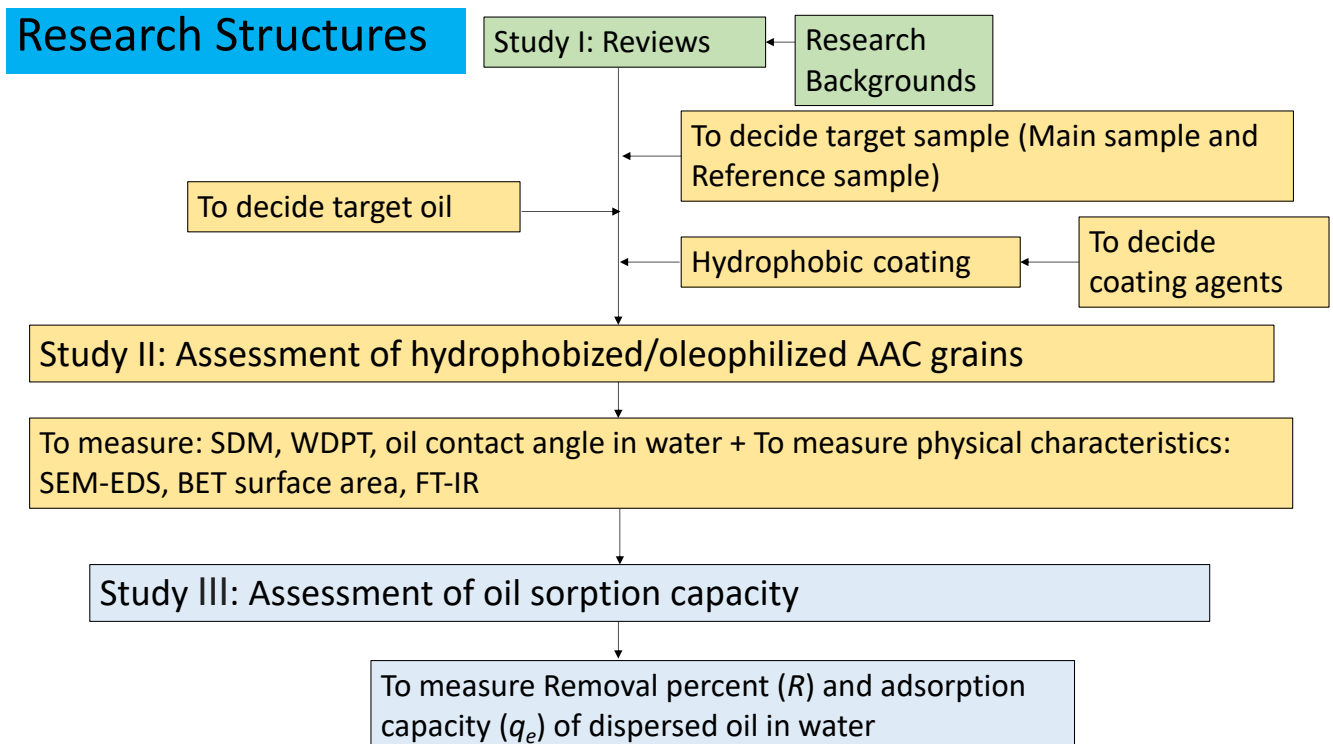 Research Structures
Study I: Reviews
Research
Backgrounds
To decide target sample (Main sample and
Reference sample)
To decide target oil
Hydrophobic coating
To decide
coating agents
Study II: Assessment of hydrophobized/oleophilized AAC grains
To measure: SDM, WDPT, oil contact angle in water + To measure physical characteristics:
SEM-EDS, BET surface area, FT-IR
Study III: Assessment of oil sorption capacity
To measure Removal percent (R) and adsorption
capacity (qe) of dispersed oil in water